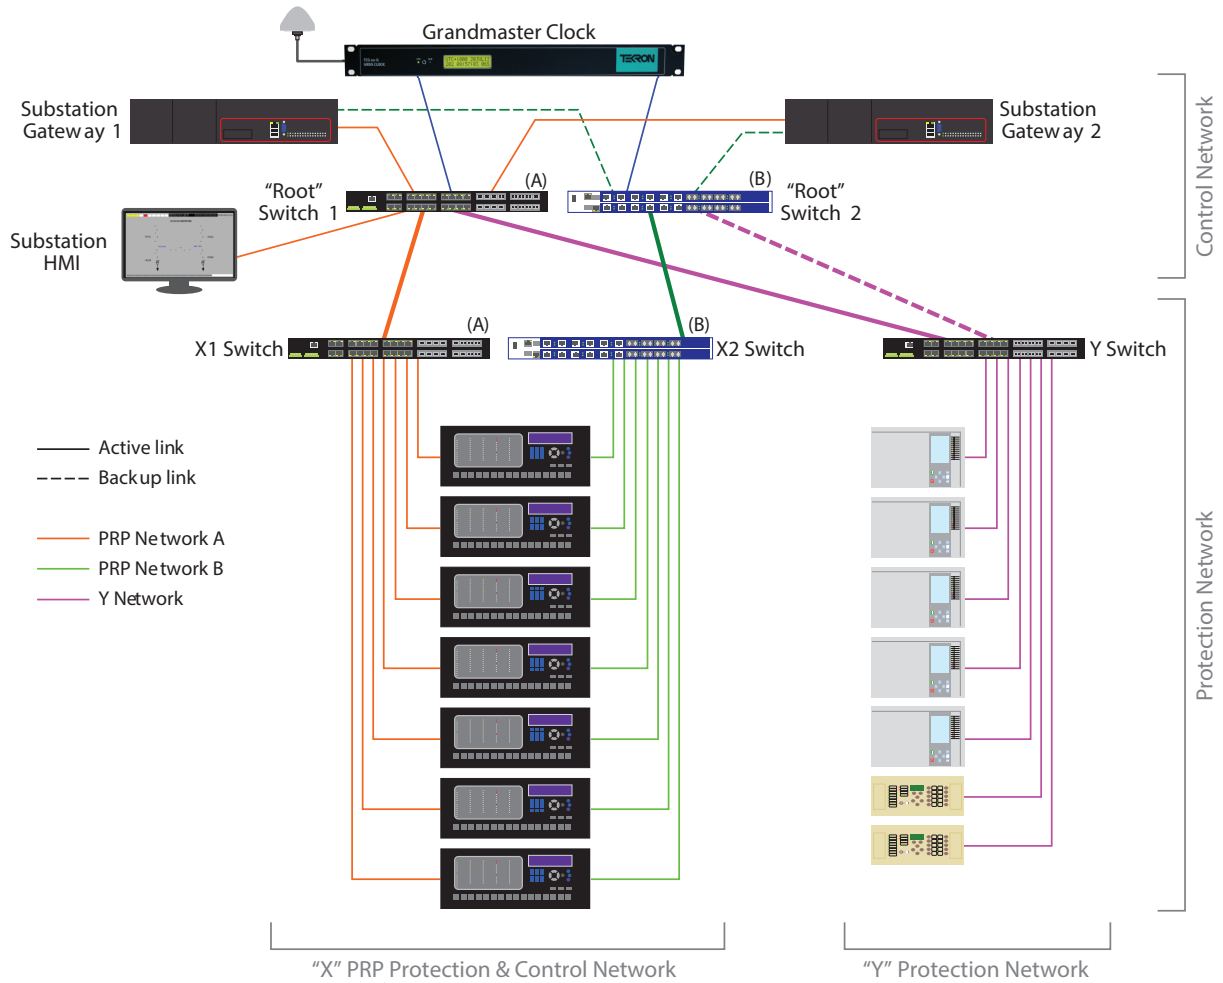 Grandmaster Clock
TEKRON
Substation
Gateway 1
Substation
Gateway 2
(A)
(B)
"Root"
Switch 1
"Root"
Switch 2
Substation
HMI
Control Network
(A)
(B)
X1 Switch
X2 Switch
Y Switch
Active link
Backup link
PRP Network A
PRP Network B
Y Network
Protection Network
"X" PRP Protection & Control Network
"Y" Protection Network